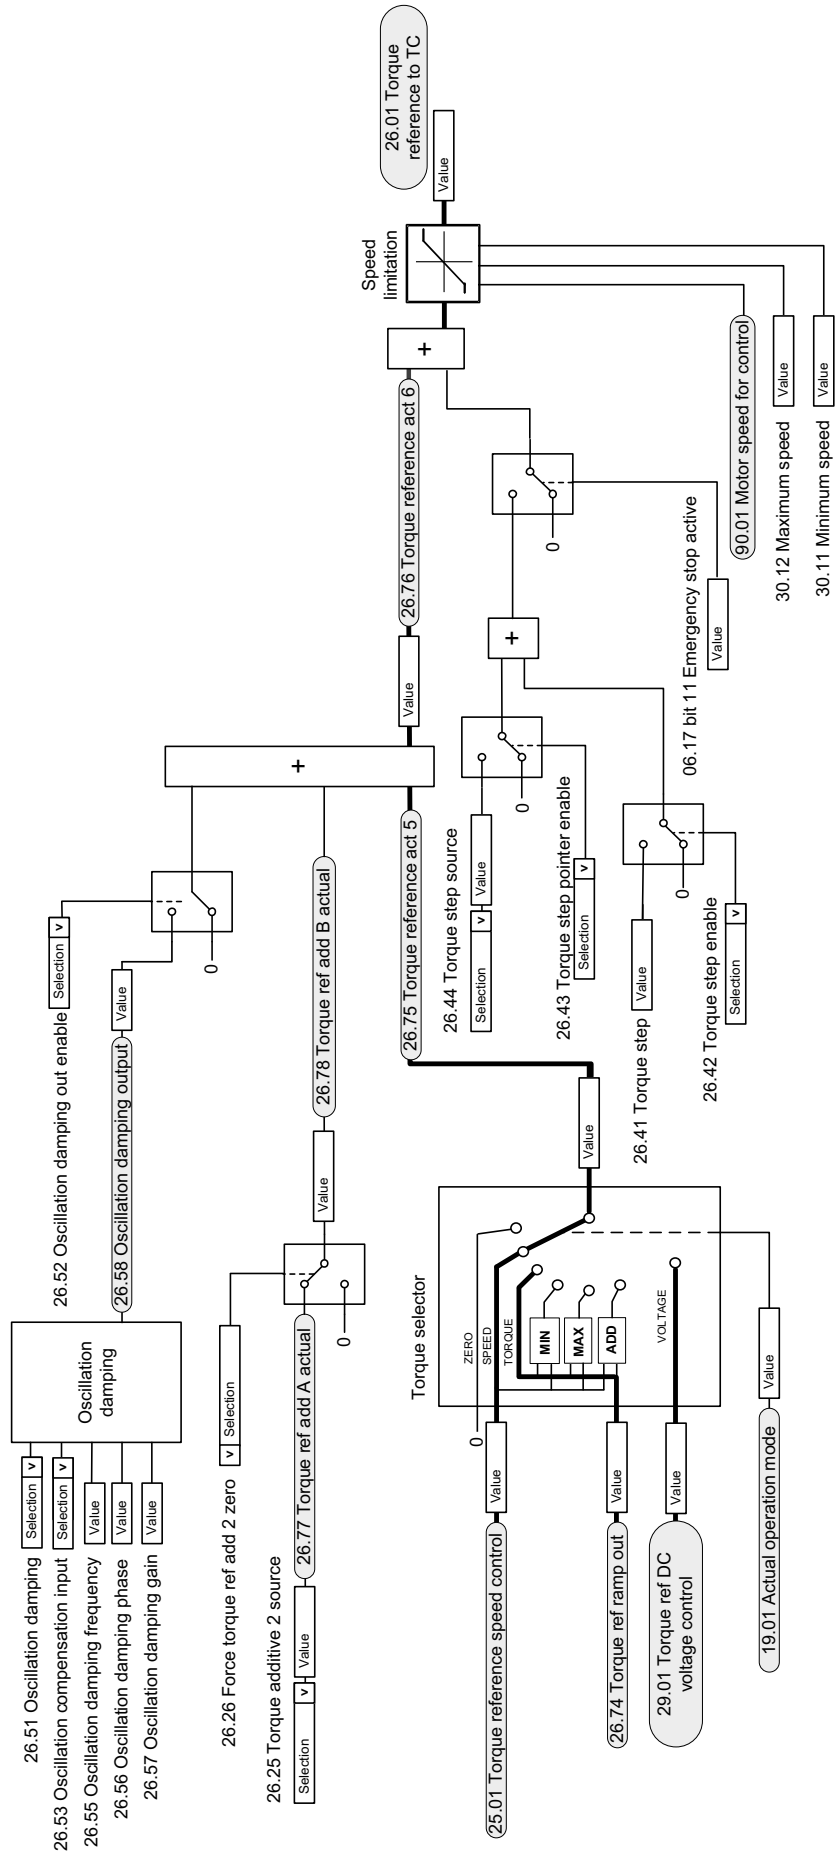 26.51 Oscillation damping
Selection
v
26.53 Oscillation compensation input
Selection
v
26.55 Oscillation damping frequency
Value
26.56 Oscillation damping phase
Value
26.57 Oscillation damping gain
Value
Oscillation
damping
26.52 Oscillation damping out enable
Selection
v
26.58 Oscillation damping output
Value
0
26.26 Force torque ref add 2 zero
v
Selection
26.25 Torque additive 2 source
Selection
v
Value
26.77 Torque ref add A actual
0
Value
26.78 Torque ref add B actual
+
Torque selector
0
ZERO
SPEED
TORQUE
MIN
MAX
ADD
VOLTAGE
25.01 Torque reference speed control
Value
26.74 Torque ref ramp out
Value
29.01 Torque ref DC
voltage control
Value
19.01 Actual operation mode
Value
Value
26.75 Torque reference act 5
Value
26.76 Torque reference act 6
26.44 Torque step source
Selection
v
Value
0
26.43 Torque step pointer enable
Selection
v
26.41 Torque step
Value
0
26.42 Torque step enable
Selection
v
+
0
06.17 bit 11 Emergency stop active
Value
+
Speed
limitation
90.01 Motor speed for control
30.12 Maximum speed
Value
30.11 Minimum speed
Value
Value
26.01 Torque
reference to TC